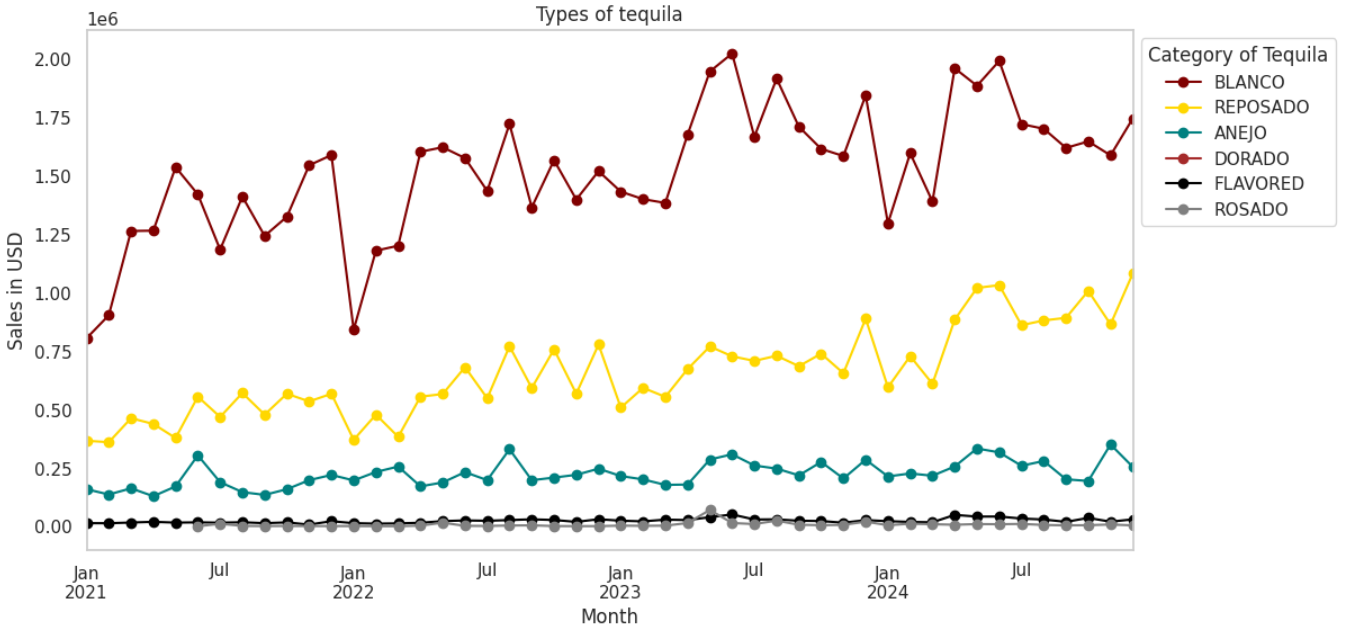 Types of tequila
1e6
2.00
1.75
1.50
1.25
1.00
0.75
0.50
0.25
0.00
Sales in USD
Jan
2021
Jul
Jan
2022
Jul
Jan
2023
Jul
Jan
2024
Jul
Month
Category of Tequila
BLANCO
REPOSADO
ANEJO
DORADO
FLAVORED
ROSADO